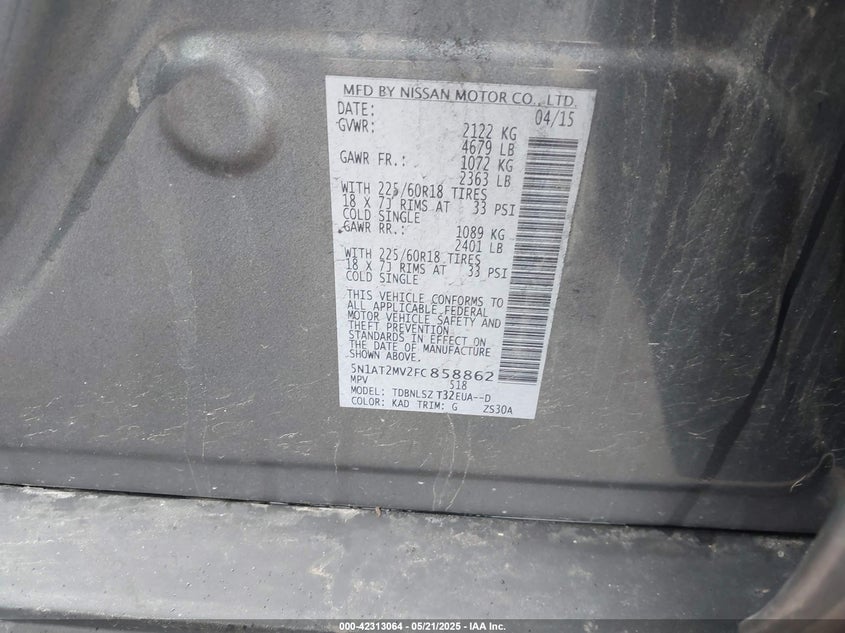 MFD BY NISSAN MOTOR CO., LTD.
DATE: 04/15
GVWR: 2122 KG
4679 LB
GAWR FR.: 1072 KG
2363 LB
WITH 225/60R18 TIRES
18 X 7J RIMS AT 33 PSI
COLD SINGLE
GAWR RR.: 1089 KG
2401 LB
WITH 225/60R18 TIRES
18 X 7J RIMS AT 33 PSI
COLD SINGLE
THIS VEHICLE CONFORMS TO
ALL APPLICABLE FEDERAL
MOTOR VEHICLE SAFETY AND
THEFT PREVENTION
STANDARDS IN EFFECT ON
THE DATE OF MANUFACTURE
SHOWN ABOVE.
5N1AT2MV2FC858862
MPV 518
MODEL: TDBNLSZ T32EUA--D
COLOR: KAD TRIM: G ZS30A
000-42313064 - 05/21/2025 - IAA Inc.